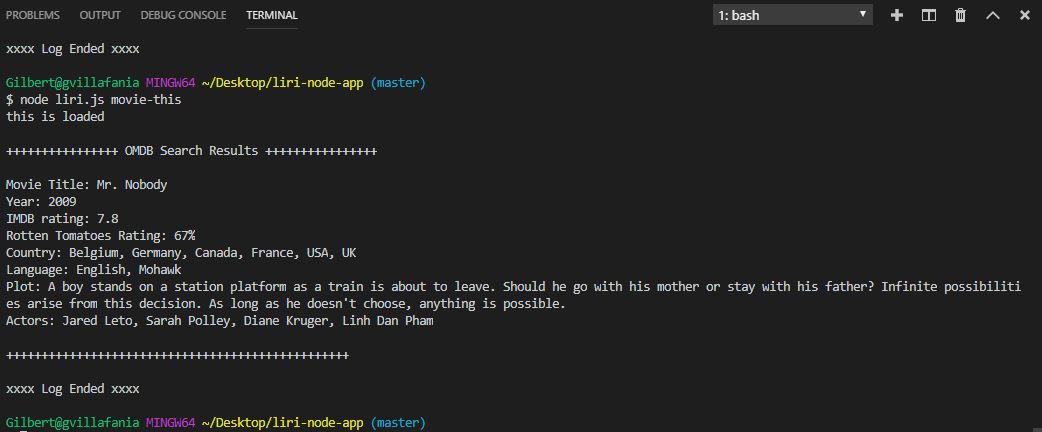 PROBLEMS OUTPUT DEBUG CONSOLE TERMINAL 1: bash
xxxx Log Ended xxxx
Gilbert@gvillafania MINGW64 ~/Desktop/liri-node-app (master)
$ node liri.js movie-this
this is loaded
++++++++++++++++ OMDB Search Results ++++++++++++++++
Movie Title: Mr. Nobody
Year: 2009
IMDB rating: 7.8
Rotten Tomatoes Rating: 67%
Country: Belgium, Germany, Canada, France, USA, UK
Language: English, Mohawk
Plot: A boy stands on a station platform as a train is about to leave. Should he go with his mother or stay with his father? Infinite possibiliti
es arise from this decision. As long as he doesn't choose, anything is possible.
Actors: Jared Leto, Sarah Polley, Diane Kruger, Linh Dan Pham
+++++++++++++++++++++++++++++++++++++++++++++++++
xxxx Log Ended xxxx
Gilbert@gvillafania MINGW64 ~/Desktop/liri-node-app (master)